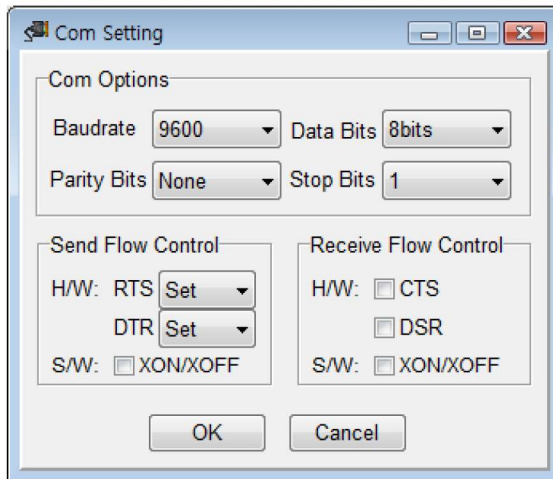 Com Setting
Com Options
Baudrate 9600 Data Bits 8bits
Parity Bits None Stop Bits 1
Send Flow Control Receive Flow Control
H/W: RTS Set H/W: CTS
DTR Set DSR
S/W: XON/XOFF S/W: XON/XOFF
OK Cancel